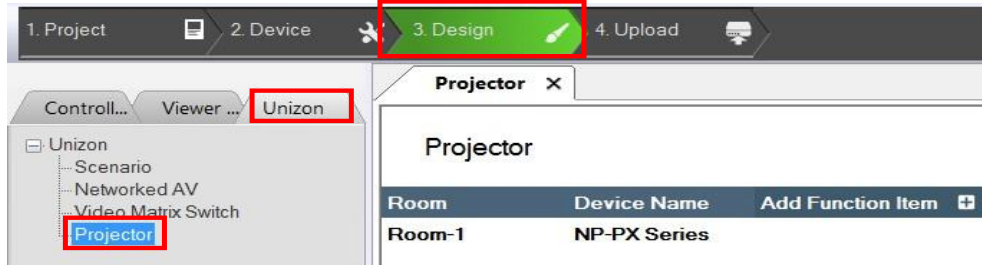 1. Project 2. Device 3. Design 4. Upload
Projector X
Controll... Viewer ... Unizon
Unizon
Scenario
Networked AV
Video Matrix Switch
Projector
Projector
Room Device Name Add Function Item
Room-1 NP-PX Series